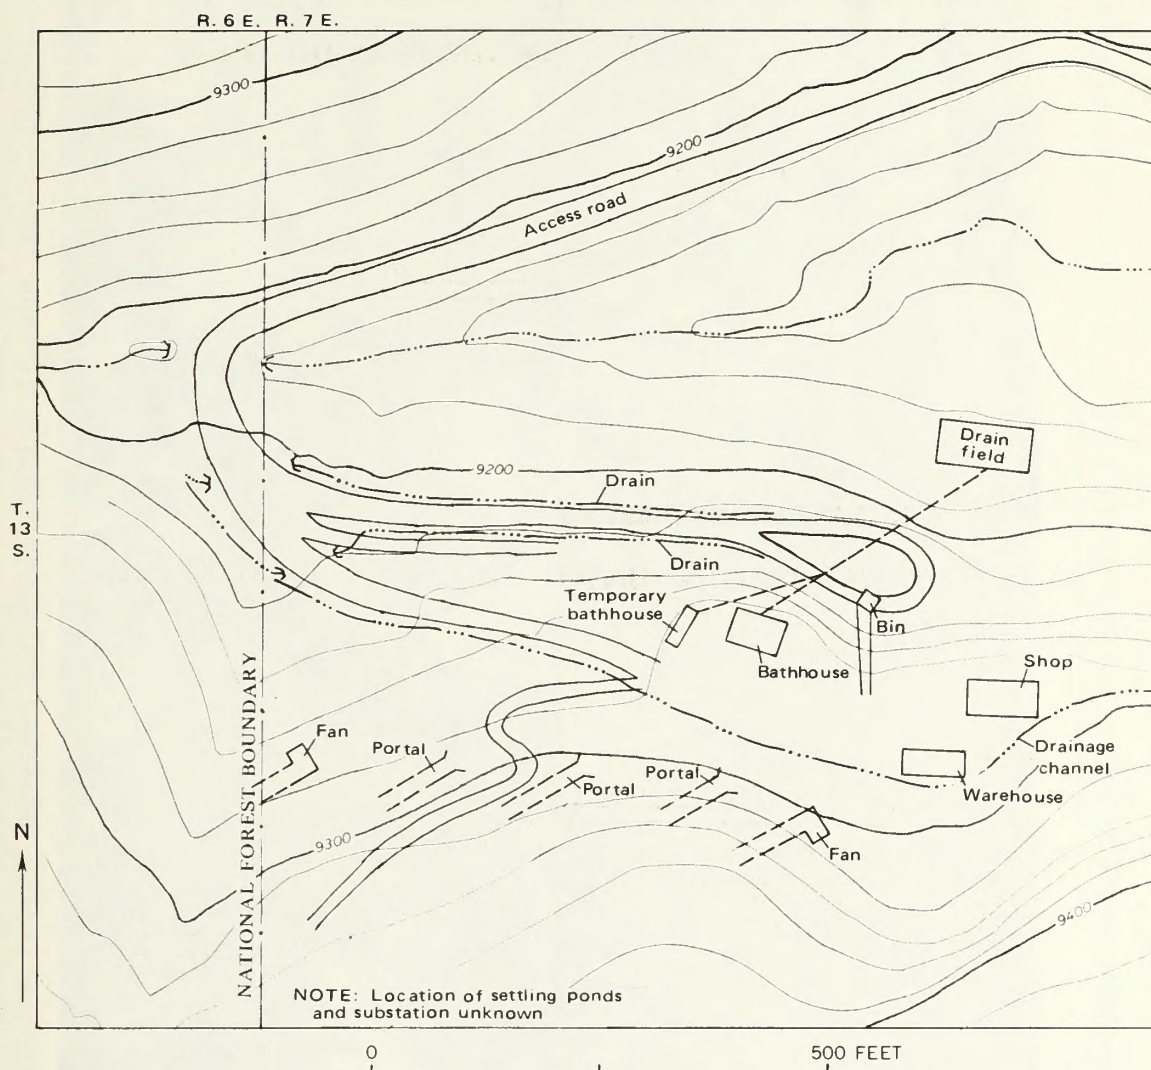 R. 6 E. R. 7 E.
9300
9200
Access road
Drain
field
9200
Drain
T.
13
S.
Drain
Temporary
bathhouse
Bin
Bathhouse
Shop
NATIONAL FOREST BOUNDARY
Fan
Portal
Portal
Portal
Drainage
channel
Warehouse
N
9300
Fan
9400
NOTE: Location of settling ponds
and substation unknown
0
500 FEET